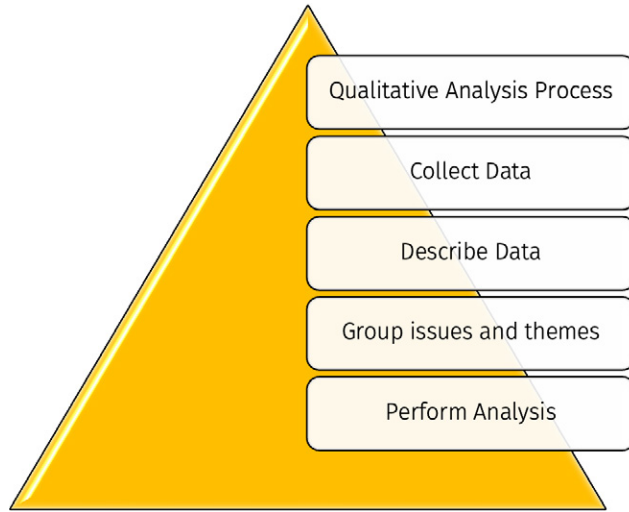 Qualitative Analysis Process
Collect Data
Describe Data
Group issues and themes
Perform Analysis